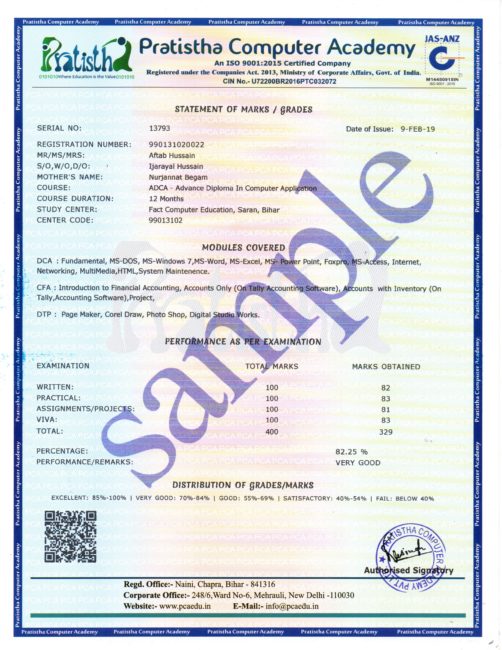 Pratistha Computer Academy Pratistha Computer Academy Pratistha Computer Academy Pratistha Computer Academy Pratistha Computer Academy
Pratistha
01010101Where Education is the Value01010101
Pratistha Computer Academy
An ISO 9001:2015 Certified Company
Registered under the Companies Act. 2013, Ministry of Corporate Affairs, Govt. of India.
CIN No.- U72200BR2016PTC032072
JAS-ANZ
C
STATEMENT OF MARKS / GRADES
SERIAL NO: 13793 Date of Issue: 9-FEB-19
REGISTRATION NUMBER: 990131020022
MR/MS/MRS: Aftab Hussain
S/O,W/O,D/O: Ijarayal Hussain
MOTHER'S NAME: Nurjannat Begam
COURSE: ADCA - Advance Diploma In Computer Application
COURSE DURATION: 12 Months
STUDY CENTER: Fact Computer Education, Saran, Bihar
CENTER CODE: 99013102
MODULES COVERED
DCA : Fundamental, MS-DOS, MS-Windows 7,MS-Word, MS-Excel, MS- Power Point, Foxpro, MS-Access, Internet,
Networking, MultiMedia,HTML,System Maintenence.
CFA : Introduction to Financial Accounting, Accounts Only (On Tally Accounting Software), Accounts with Inventory (On
Tally,Accounting Software),Project,
DTP : Page Maker, Corel Draw, Photo Shop, Digital Studio Works.
sample
PERFORMANCE AS PER EXAMINATION
EXAMINATION TOTAL MARKS MARKS OBTAINED
WRITTEN: 100 82
PRACTICAL: 100 83
ASSIGNMENTS/PROJECTS: 100 81
VIVA: 100 83
TOTAL: 400 329
PERCENTAGE: 82.25 %
PERFORMANCE/REMARKS: VERY GOOD
DISTRIBUTION OF GRADES/MARKS
EXCELLENT: 85%-100% | VERY GOOD: 70%-84% | GOOD: 55%-69% | SATISFACTORY: 40%-54% | FAIL: BELOW 40%
PRATISTHA COMPUTER ACADEMY PVT.
Authorised Signatory
Regd. Office:- Naini, Chapra, Bihar - 841316
Corporate Office:- 248/6,Ward No-6, Mehrauli, New Delhi -110030
Website:- www.pcaedu.in E-Mail:- info@pcaedu.in
Pratistha Computer Academy Pratistha Computer Academy Pratistha Computer Academy Pratistha Computer Academy Pratistha Computer Academy